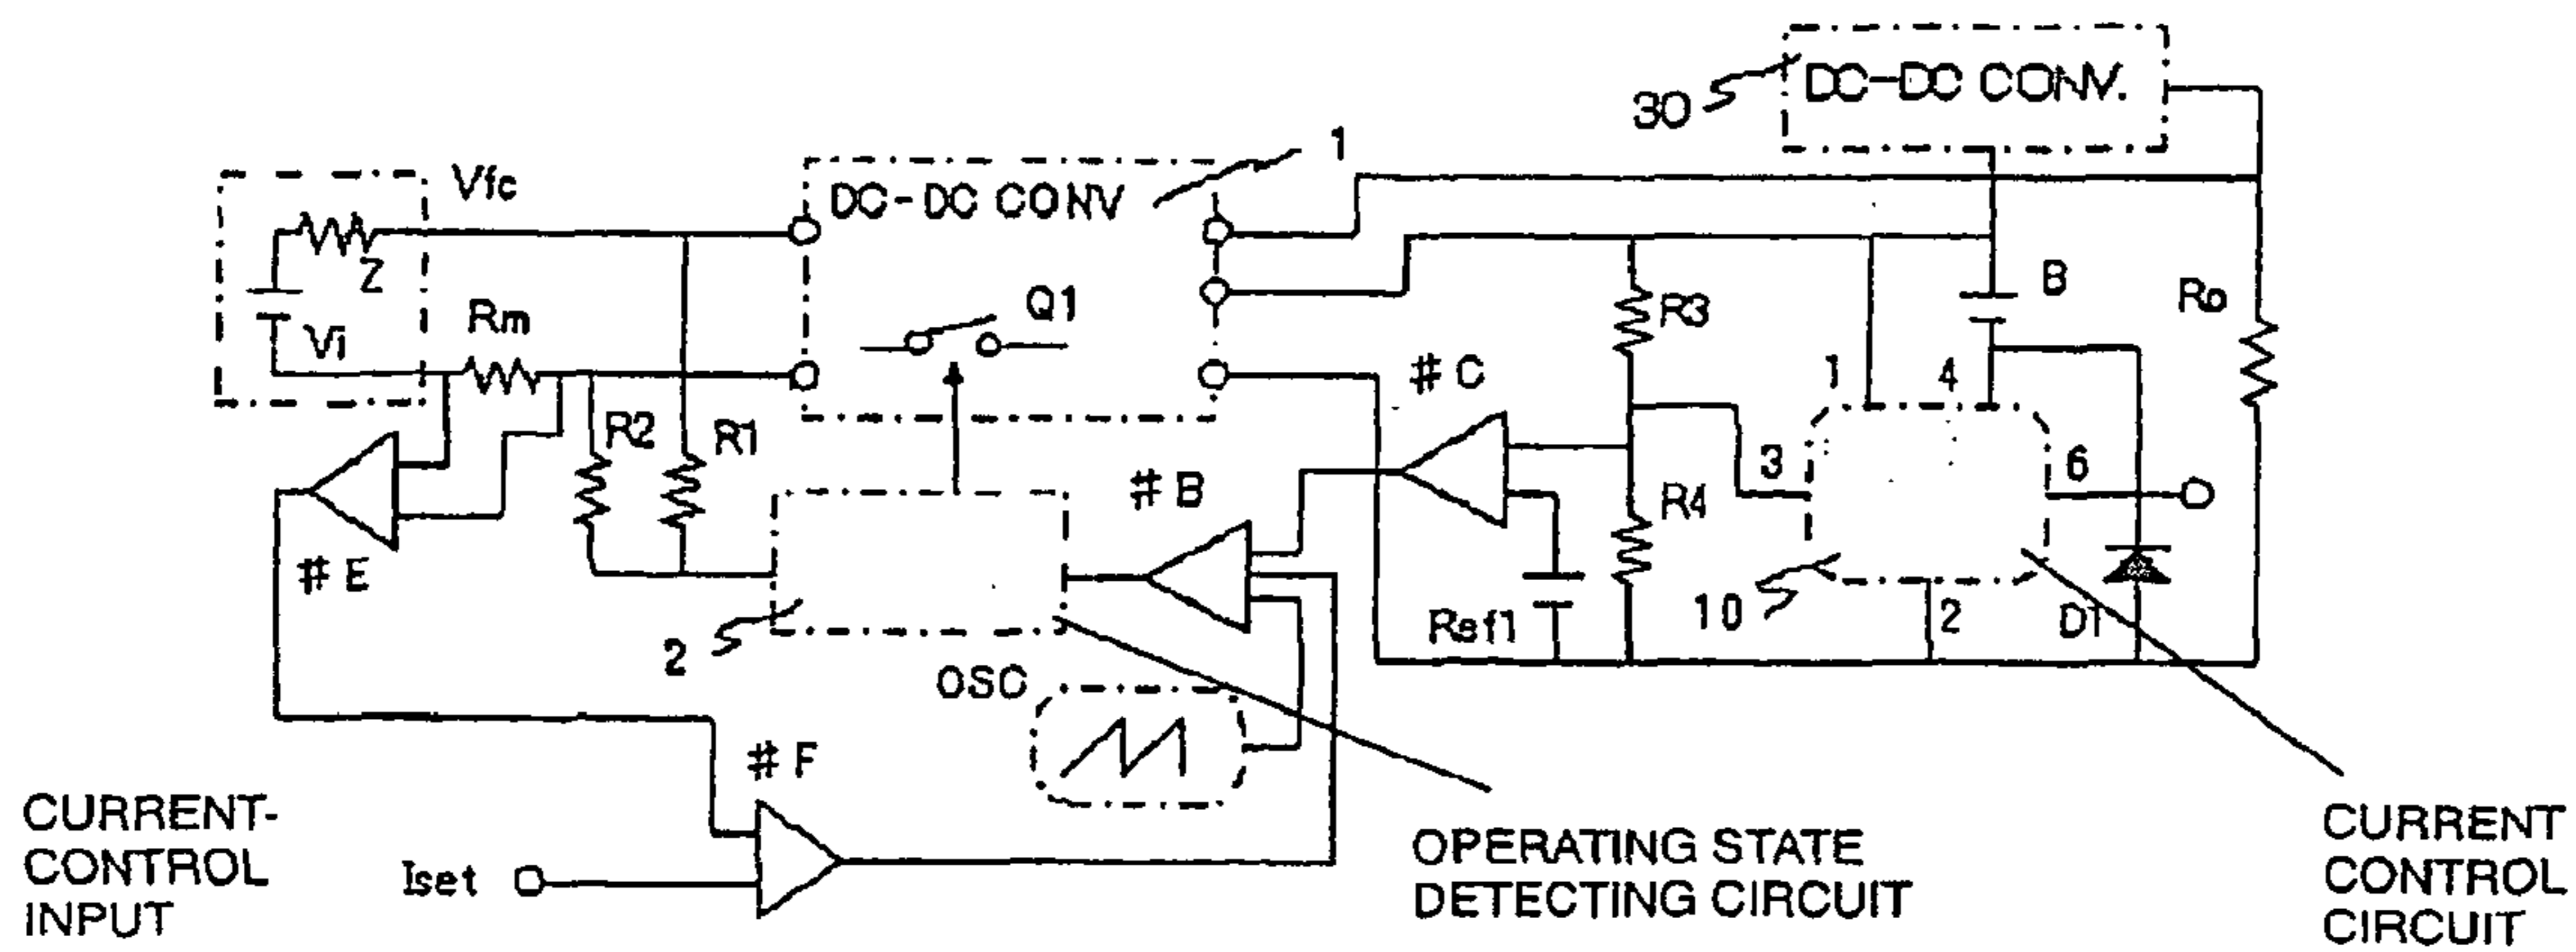 DC-DC CONV.
30
1
Vfc
DC-DC CONV
Z
B
Ro
Rm
Q1
R3
Vi
# C
1
4
R2
R1
3
6
# B
R4
# E
10
2
D1
Ref1
2
OSC
# F
CURRENT-
CONTROL
INPUT
Iset
OPERATING STATE
DETECTING CIRCUIT
CURRENT
CONTROL
CIRCUIT